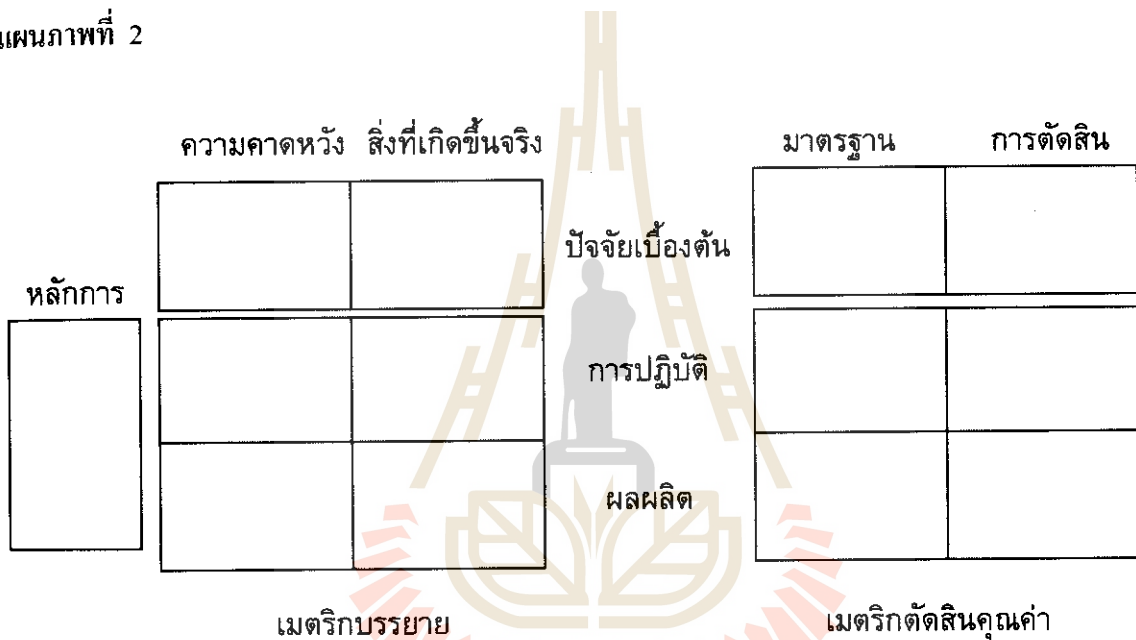 แผนภาพที่ 2
ความคาดหวัง สิ่งที่เกิดขึ้นจริง
มาตรฐาน การตัดสิน
ปัจจัยเบื้องต้น
หลักการ
การปฏิบัติ
ผลผลิต
เมตริกบรรยาย
เมตริกตัดสินคุณค่า